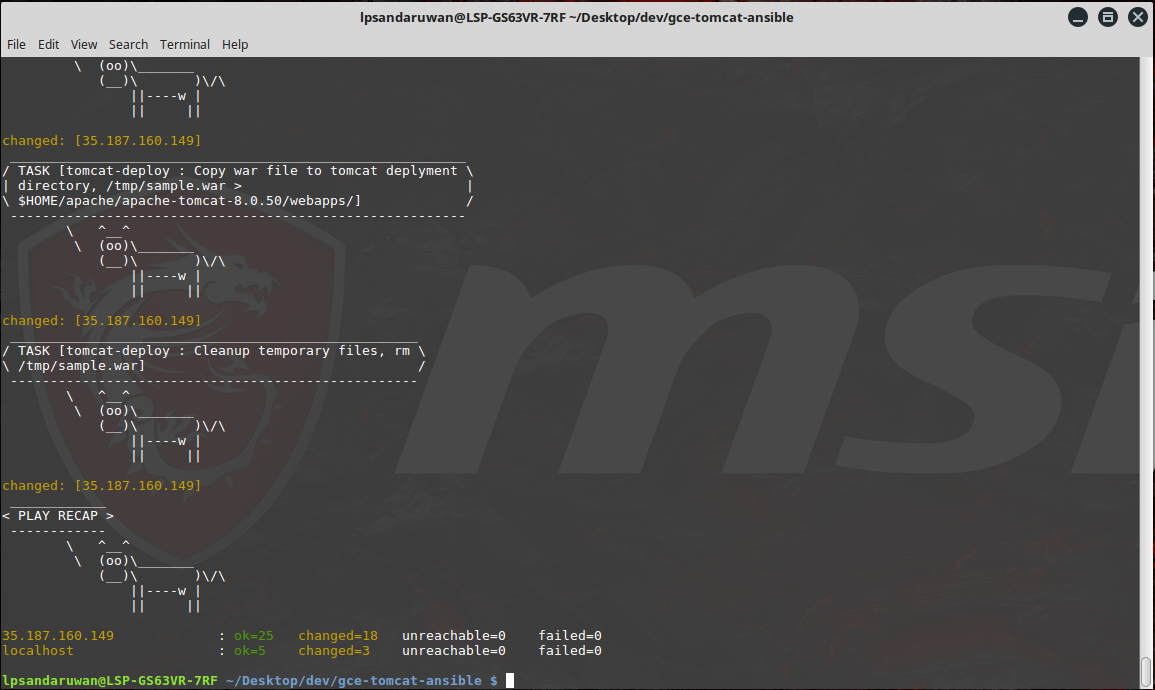 lpsandaruwan@LSP-GS63VR-7RF ~/Desktop/dev/gce-tomcat-ansible
File Edit View Search Terminal Help
        \  (oo)\_______
           (__)\       )\/\
               ||----w |
               ||     ||
changed: [35.187.160.149]
 _________________________________________________________
/ TASK [tomcat-deploy : Copy war file to tomcat deplyment \
| directory, /tmp/sample.war >                            |
\ $HOME/apache/apache-tomcat-8.0.50/webapps/]             /
 ---------------------------------------------------------
        \   ^__^
         \  (oo)\_______
            (__)\       )\/\
                ||----w |
                ||     ||
changed: [35.187.160.149]
 ___________________________________________________
/ TASK [tomcat-deploy : Cleanup temporary files, rm \
\ /tmp/sample.war]                                  /
 ---------------------------------------------------
        \   ^__^
         \  (oo)\_______
            (__)\       )\/\
                ||----w |
                ||     ||
changed: [35.187.160.149]
 ____________
< PLAY RECAP >
 ------------
        \   ^__^
         \  (oo)\_______
            (__)\       )\/\
                ||----w |
                ||     ||
35.187.160.149             : ok=25   changed=18   unreachable=0    failed=0
localhost                  : ok=5    changed=3    unreachable=0    failed=0
lpsandaruwan@LSP-GS63VR-7RF ~/Desktop/dev/gce-tomcat-ansible $
msi